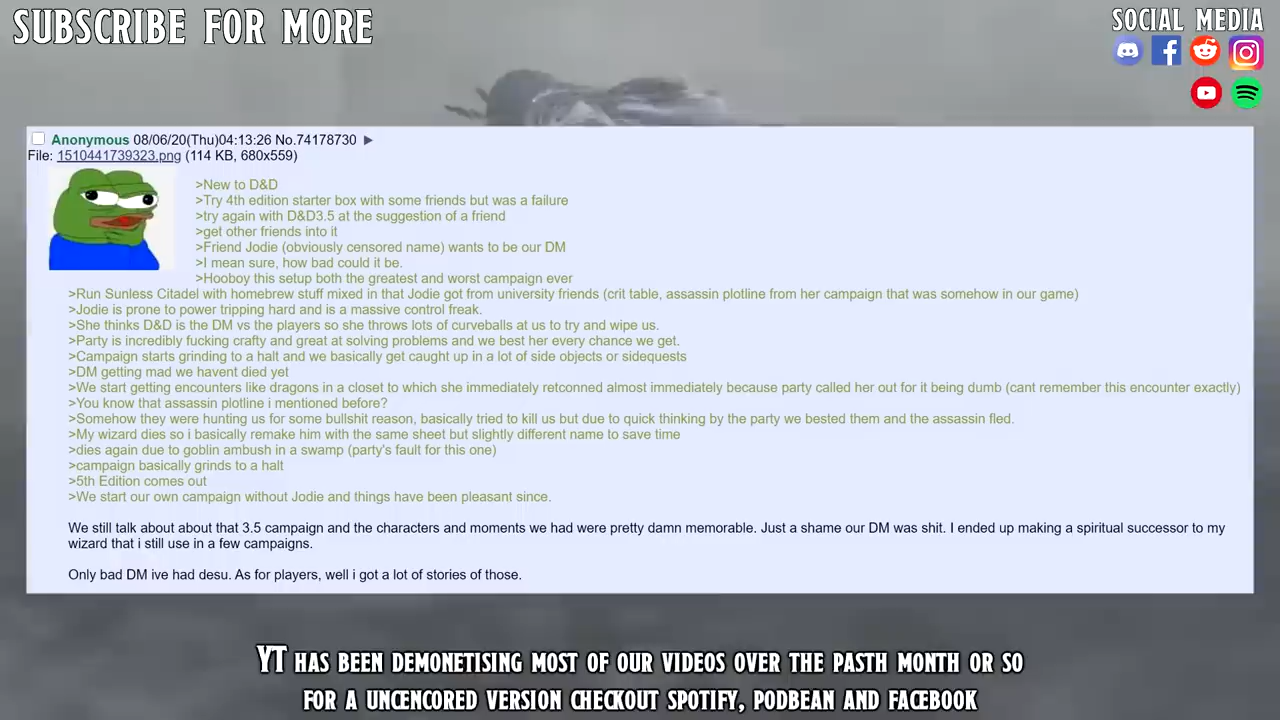 SUBSCRIBE FOR MORE
SOCIAL MEDIA
Anonymous 08/06/20(Thu)04:13:26 No.74178730 ▶
File: 1510441739323.png (114 KB, 680x559)
>New to D&D
>Try 4th edition starter box with some friends but was a failure
>try again with D&D3.5 at the suggestion of a friend
>get other friends into it
>Friend Jodie (obviously censored name) wants to be our DM
>I mean sure, how bad could it be.
>Hooboy this setup both the greatest and worst campaign ever
>Run Sunless Citadel with homebrew stuff mixed in that Jodie got from university friends (crit table, assassin plotline from her campaign that was somehow in our game)
>Jodie is prone to power tripping hard and is a massive control freak.
>She thinks D&D is the DM vs the players so she throws lots of curveballs at us to try and wipe us.
>Party is incredibly fucking crafty and great at solving problems and we best her every chance we get.
>Campaign starts grinding to a halt and we basically get caught up in a lot of side objects or sidequests
>DM getting mad we havent died yet
>We start getting encounters like dragons in a closet to which she immediately retconned almost immediately because party called her out for it being dumb (cant remember this encounter exactly)
>You know that assassin plotline i mentioned before?
>Somehow they were hunting us for some bullshit reason, basically tried to kill us but due to quick thinking by the party we bested them and the assassin fled.
>My wizard dies so i basically remake him with the same sheet but slightly different name to save time
>dies again due to goblin ambush in a swamp (party's fault for this one)
>campaign basically grinds to a halt
>5th Edition comes out
>We start our own campaign without Jodie and things have been pleasant since.
We still talk about about that 3.5 campaign and the characters and moments we had were pretty damn memorable. Just a shame our DM was shit. I ended up making a spiritual successor to my
wizard that i still use in a few campaigns.
Only bad DM ive had desu. As for players, well i got a lot of stories of those.
YT HAS BEEN DEMONETISING MOST OF OUR VIDEOS OVER THE PASTH MONTH OR SO
FOR A UNCENCORED VERSION CHECKOUT SPOTIFY, PODBEAN AND FACEBOOK